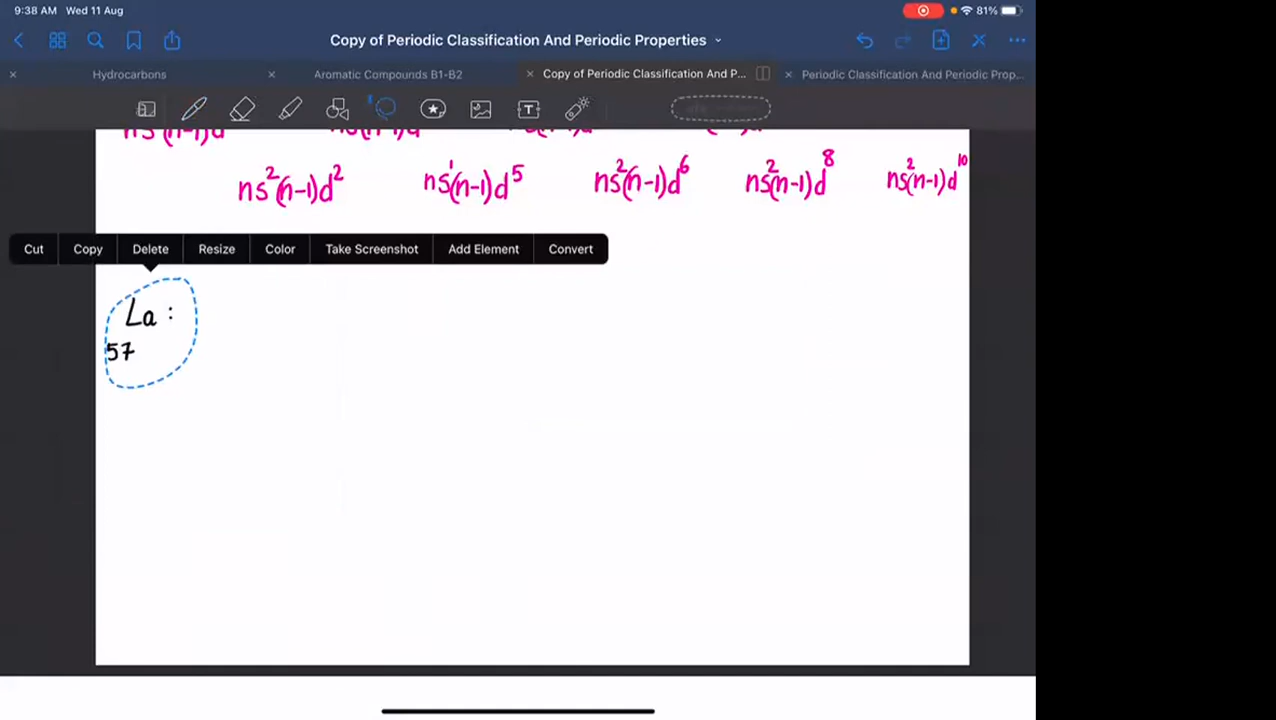 9:38 AM Wed 11 Aug 81%
Copy of Periodic Classification And Periodic Properties
Hydrocarbons Aromatic Compounds B1-B2 Copy of Periodic Classification And P... Periodic Classification And Periodic Prop...
ns²(n-1)d² ns¹(n-1)d⁵ ns²(n-1)d⁶ ns²(n-1)d⁸ ns²(n-1)d¹⁰
Cut Copy Delete Resize Color Take Screenshot Add Element Convert
La :
57